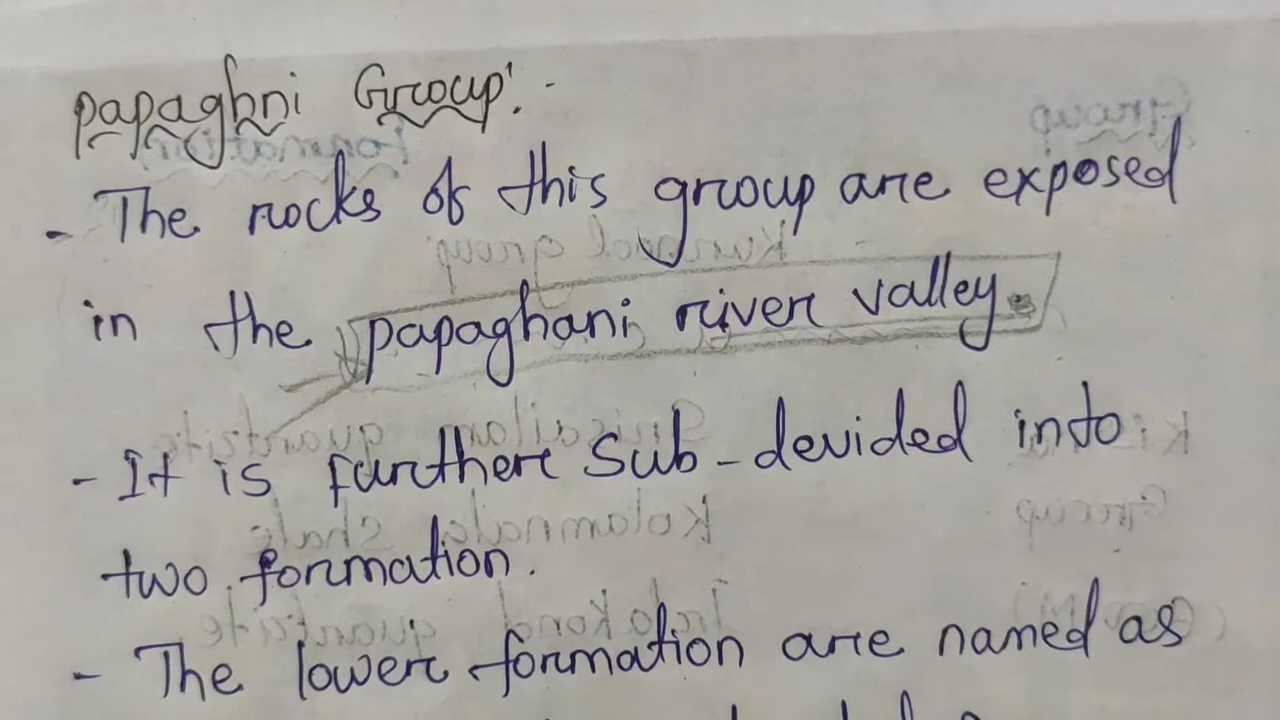 papaghni Group:-
- The rocks of this group are exposed
in the papaghani river valley.
- It is further Sub-devided into
two formation.
- The lower formation are named as